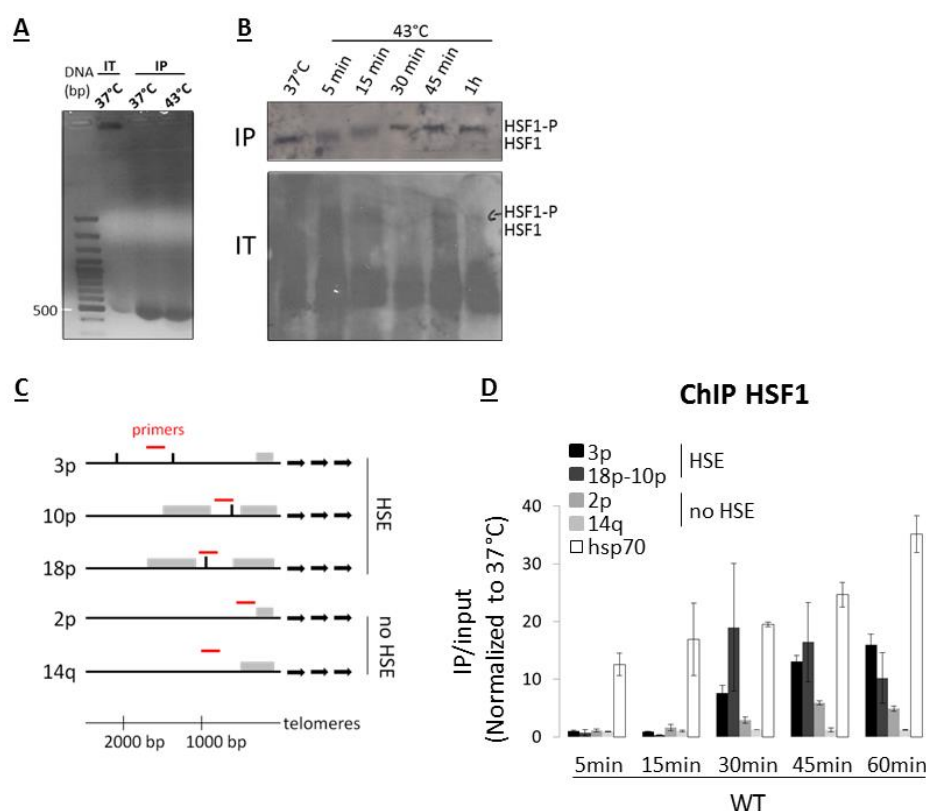 A
DNA
(bp)
IT
IP
37°C
37°C
43°C
500
B
43°C
37°C
5 min
15 min
30 min
45 min
1h
IP
HSF1-P
HSF1
IT
HSF1-P
HSF1
C
primers
3p
10p
18p
HSE
2p
14q
no HSE
2000 bp
1000 bp
telomeres
D
ChIP HSF1
3p
18p-10p
HSE
2p
14q
no HSE
hsp70
IP/input
(Normalized to 37°C)
40
30
20
10
0
5min 15min 30min 45min 60min
WT